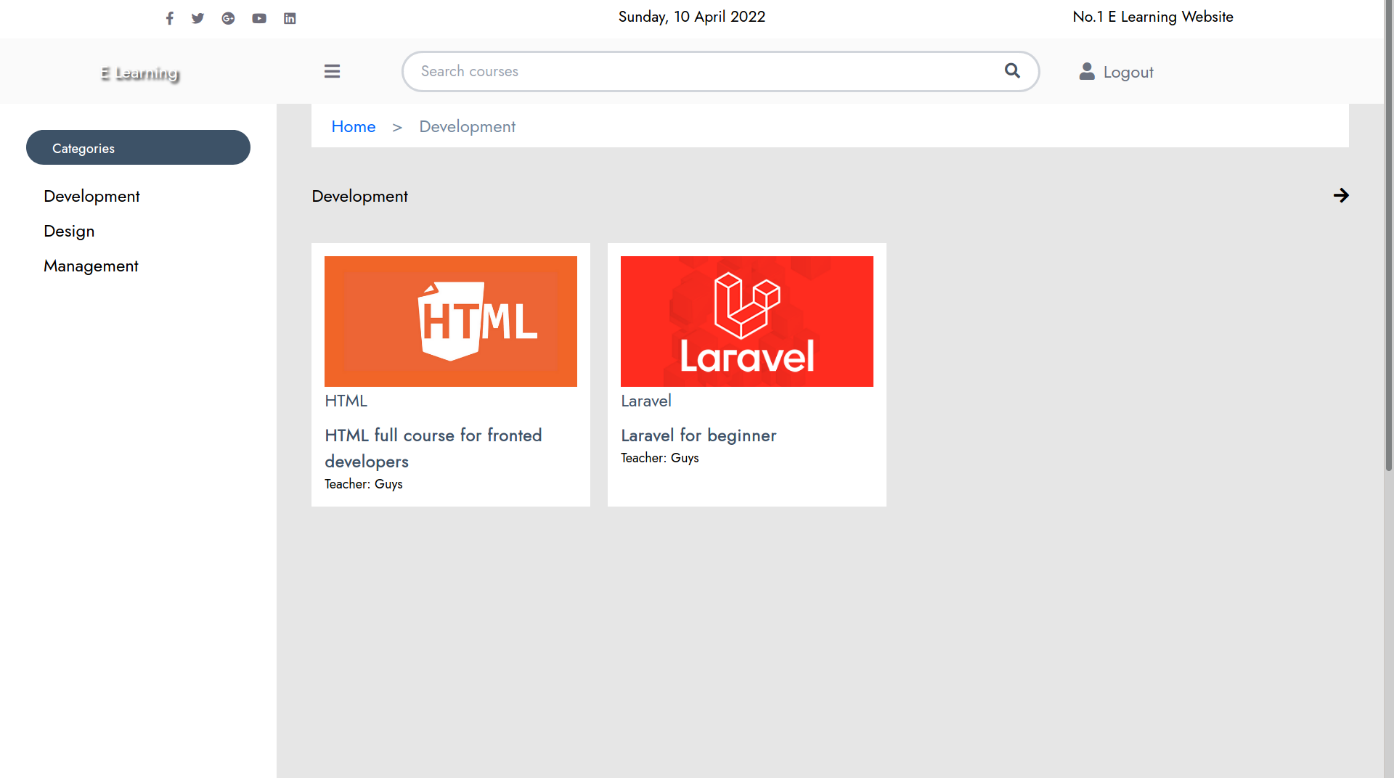 Sunday, 10 April 2022
No.1 E Learning Website
E Learning
Search courses
Logout
Categories
Development
Design
Management
Home > Development
Development
HTML
HTML
HTML full course for fronted
developers
Teacher: Guys
Laravel
Laravel
Laravel for beginner
Teacher: Guys